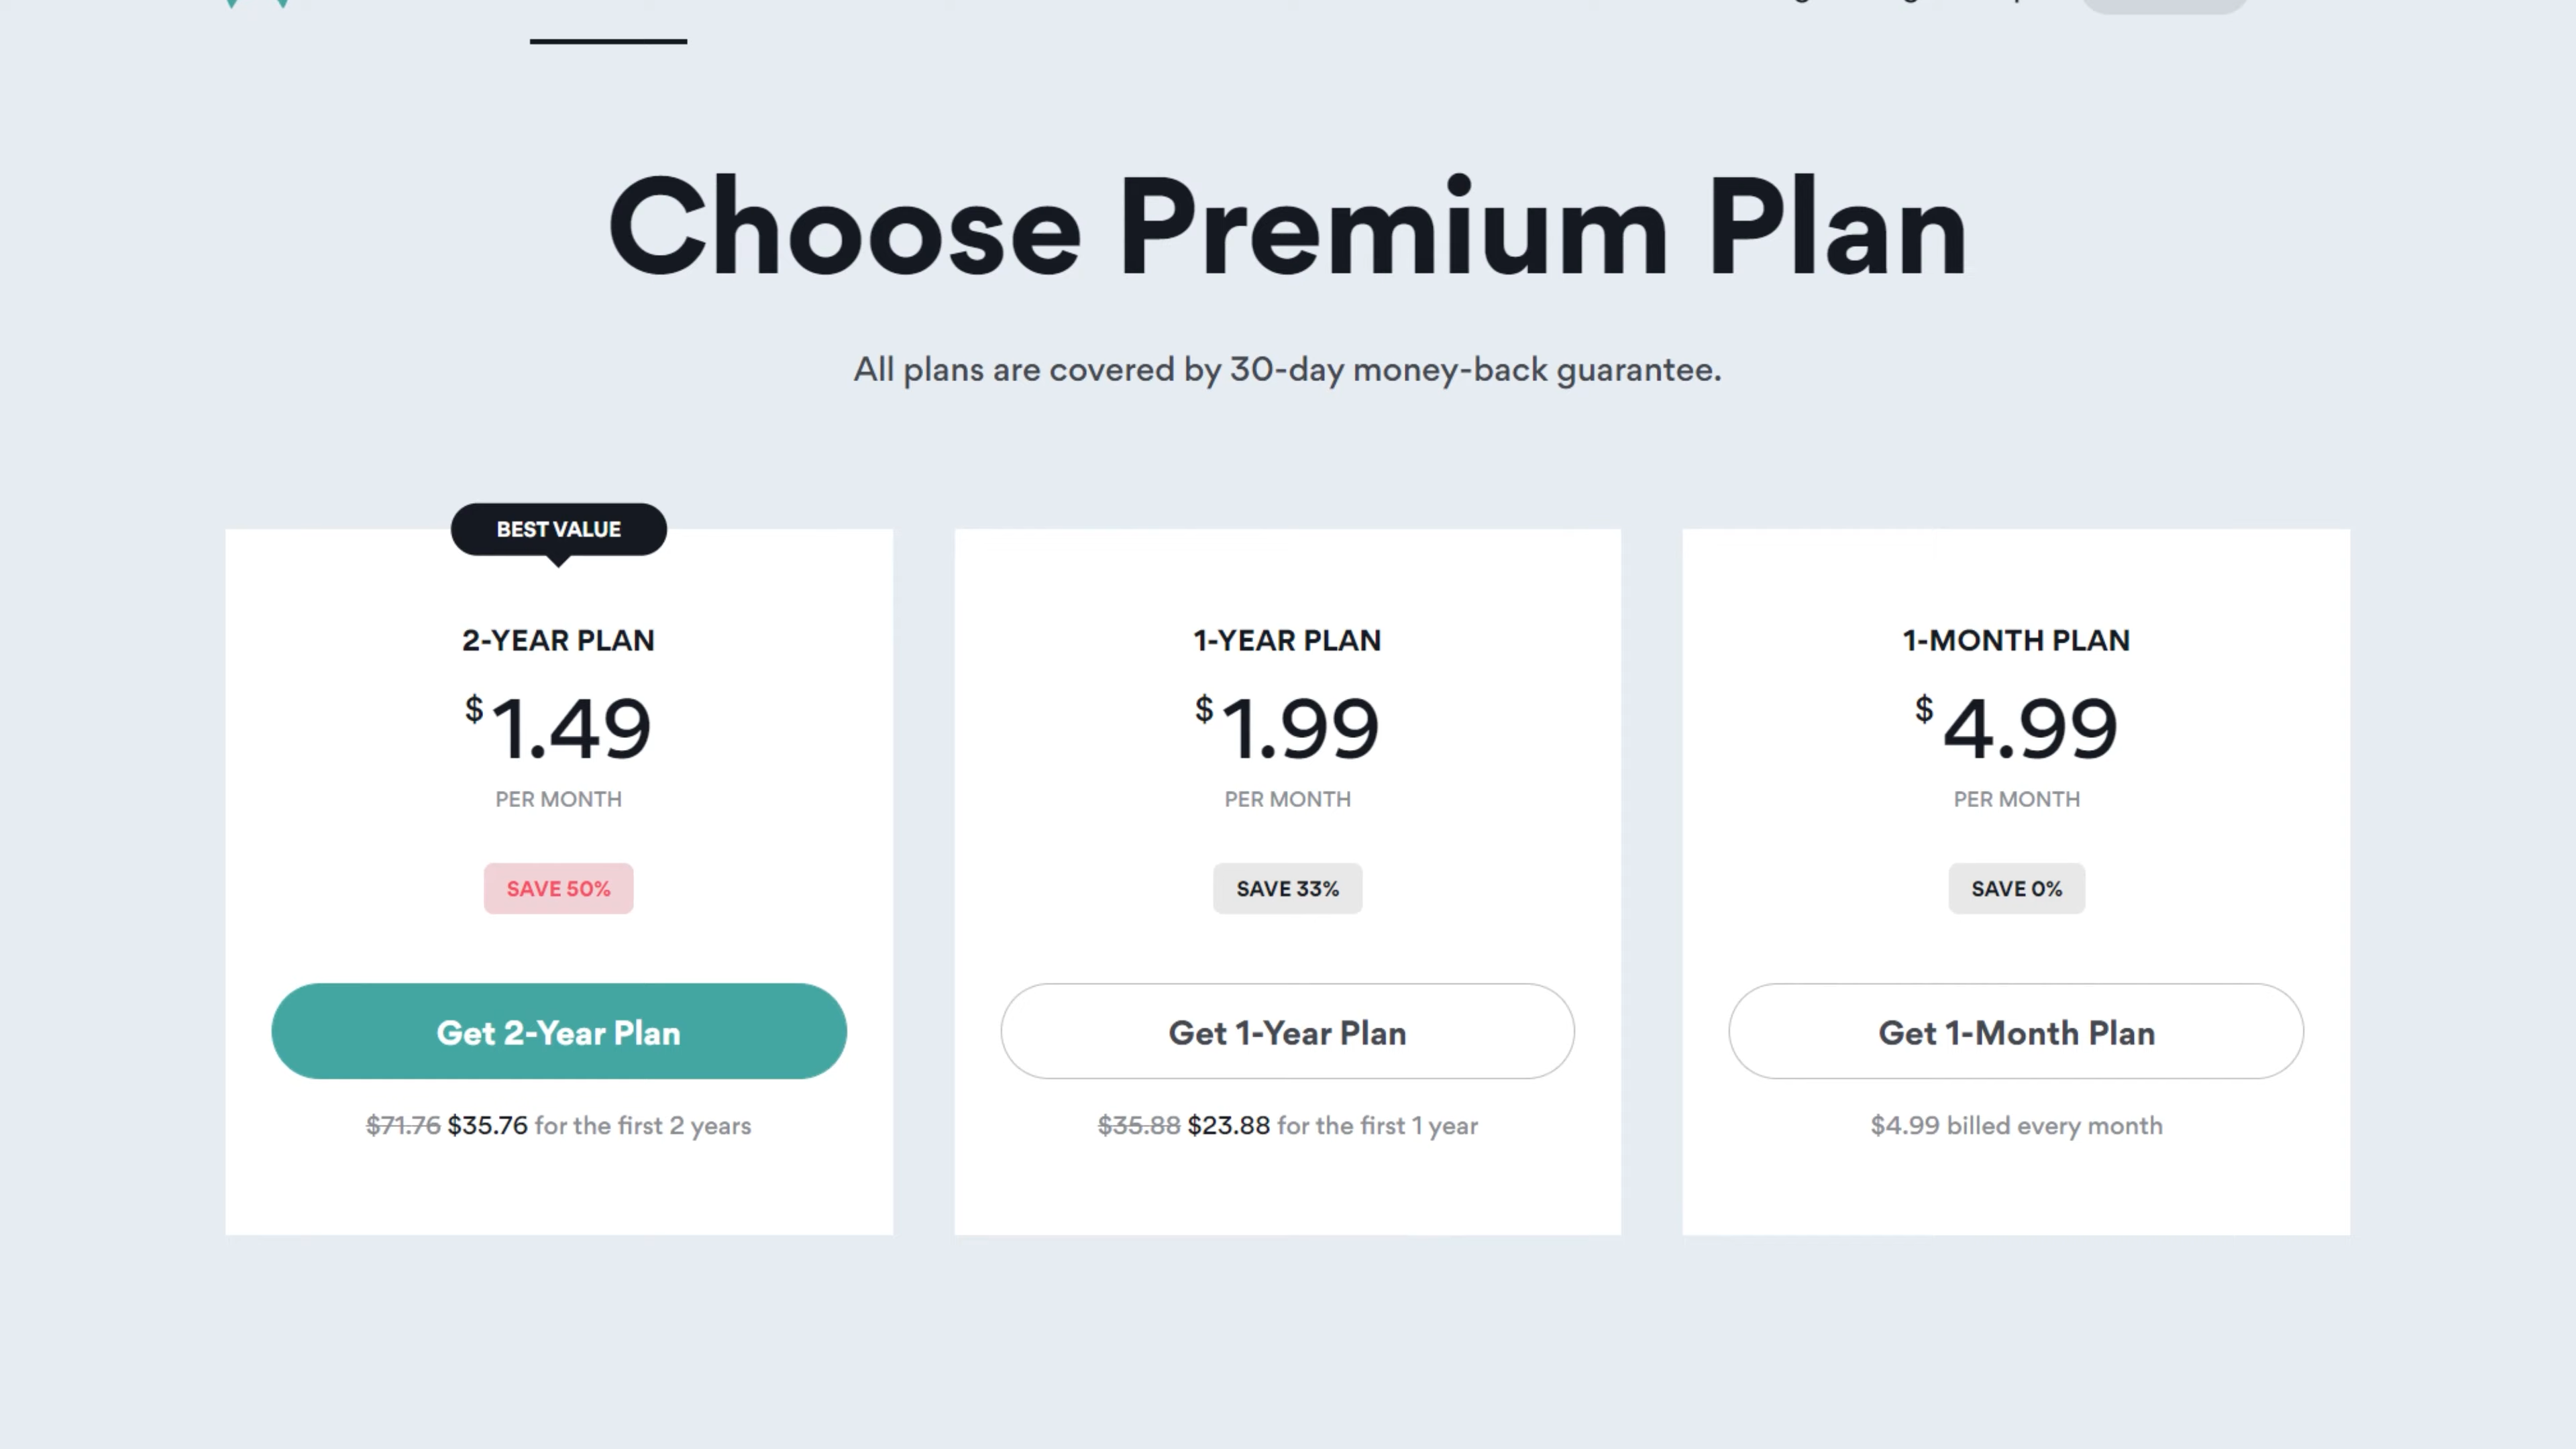 Choose Premium Plan
All plans are covered by 30-day money-back guarantee.
BEST VALUE
2-YEAR PLAN
$1.49
PER MONTH
SAVE 50%
Get 2-Year Plan
$71.76 $35.76 for the first 2 years
1-YEAR PLAN
$1.99
PER MONTH
SAVE 33%
Get 1-Year Plan
$35.88 $23.88 for the first 1 year
1-MONTH PLAN
$4.99
PER MONTH
SAVE 0%
Get 1-Month Plan
$4.99 billed every month